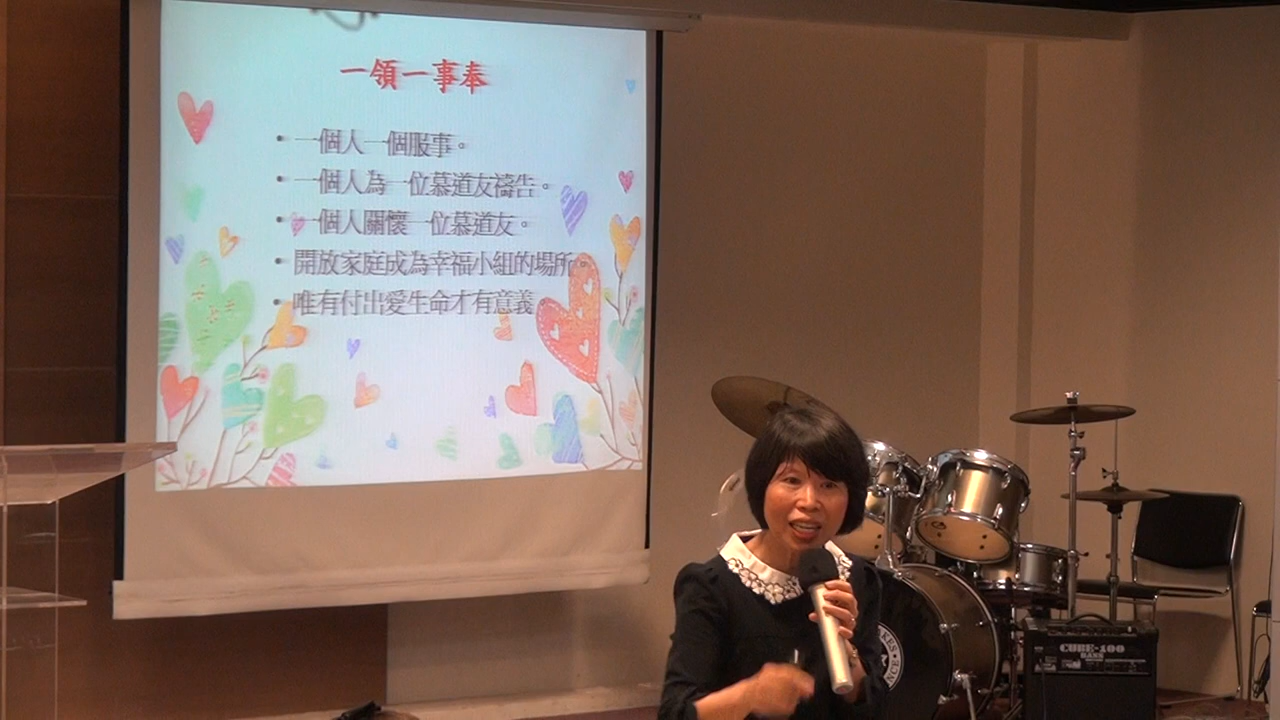 一領一事奉
• 一個人一個服事。
• 一個人為一位慕道友禱告。
• 一個人關懷一位慕道友。
• 開放家庭成為幸福小組的場所。
• 唯有付出愛生命才有意義
CUBE-100
BASS